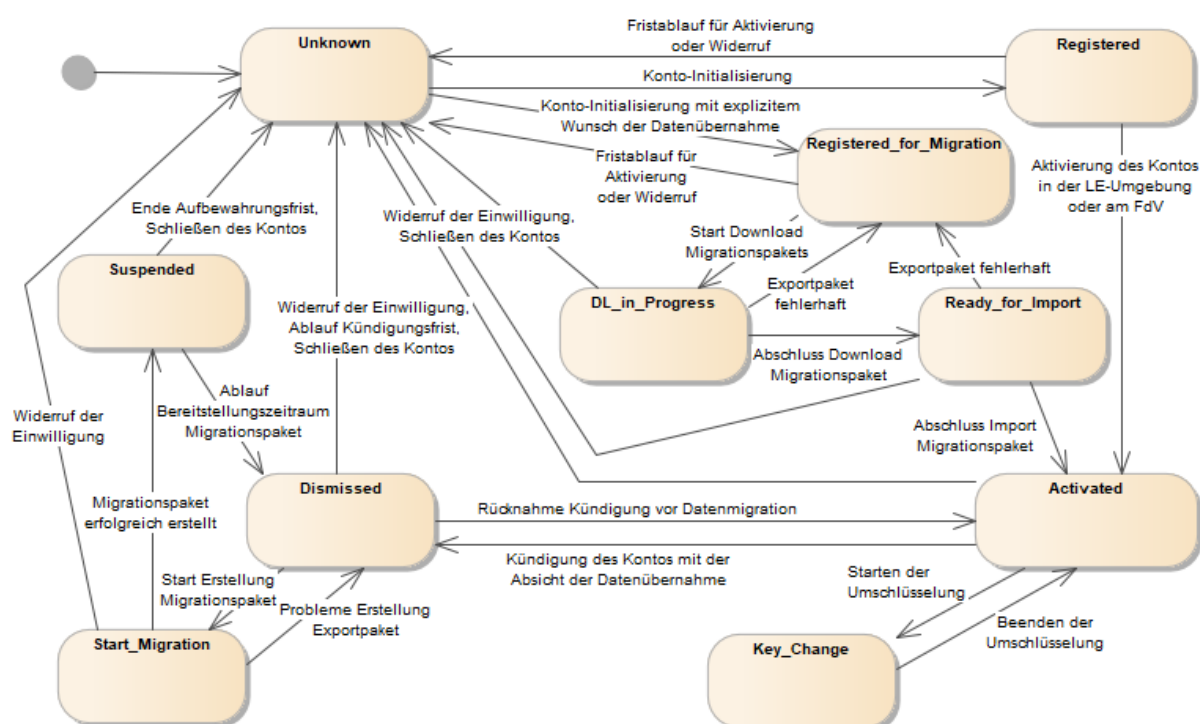 Unknown
Fristablauf für Aktivierung
oder Widerruf
Registered
Konto-Initialisierung
Konto-Initialisierung mit explizitem
Wunsch der Datenübernahme
Registered_for_Migration
Fristablauf für
Aktivierung
oder Widerruf
Aktivierung des Kontos
in der LE-Umgebung
oder am FdV
Ende Aufbewahrungsfrist,
Schließen des Kontos
Widerruf der Einwilligung,
Schließen des Kontos
Start Download
Migrationspakets
Exportpaket fehlerhaft
Suspended
Exportpaket
fehlerhaft
DL_in_Progress
Ready_for_Import
Widerruf der Einwilligung,
Ablauf Kündigungsfrist,
Schließen des Kontos
Abschluss Download
Migrationspaket
Ablauf
Bereitstellungszeitraum
Migrationspaket
Widerruf der
Einwilligung
Abschluss Import
Migrationspaket
Dismissed
Activated
Migrationspaket
erfolgreich erstellt
Rücknahme Kündigung vor Datenmigration
Kündigung des Kontos mit der
Absicht der Datenübernahme
Start Erstellung
Migrationspaket
Starten der
Umschlüsselung
Probleme Erstellung
Exportpaket
Beenden der
Umschlüsselung
Start_Migration
Key_Change